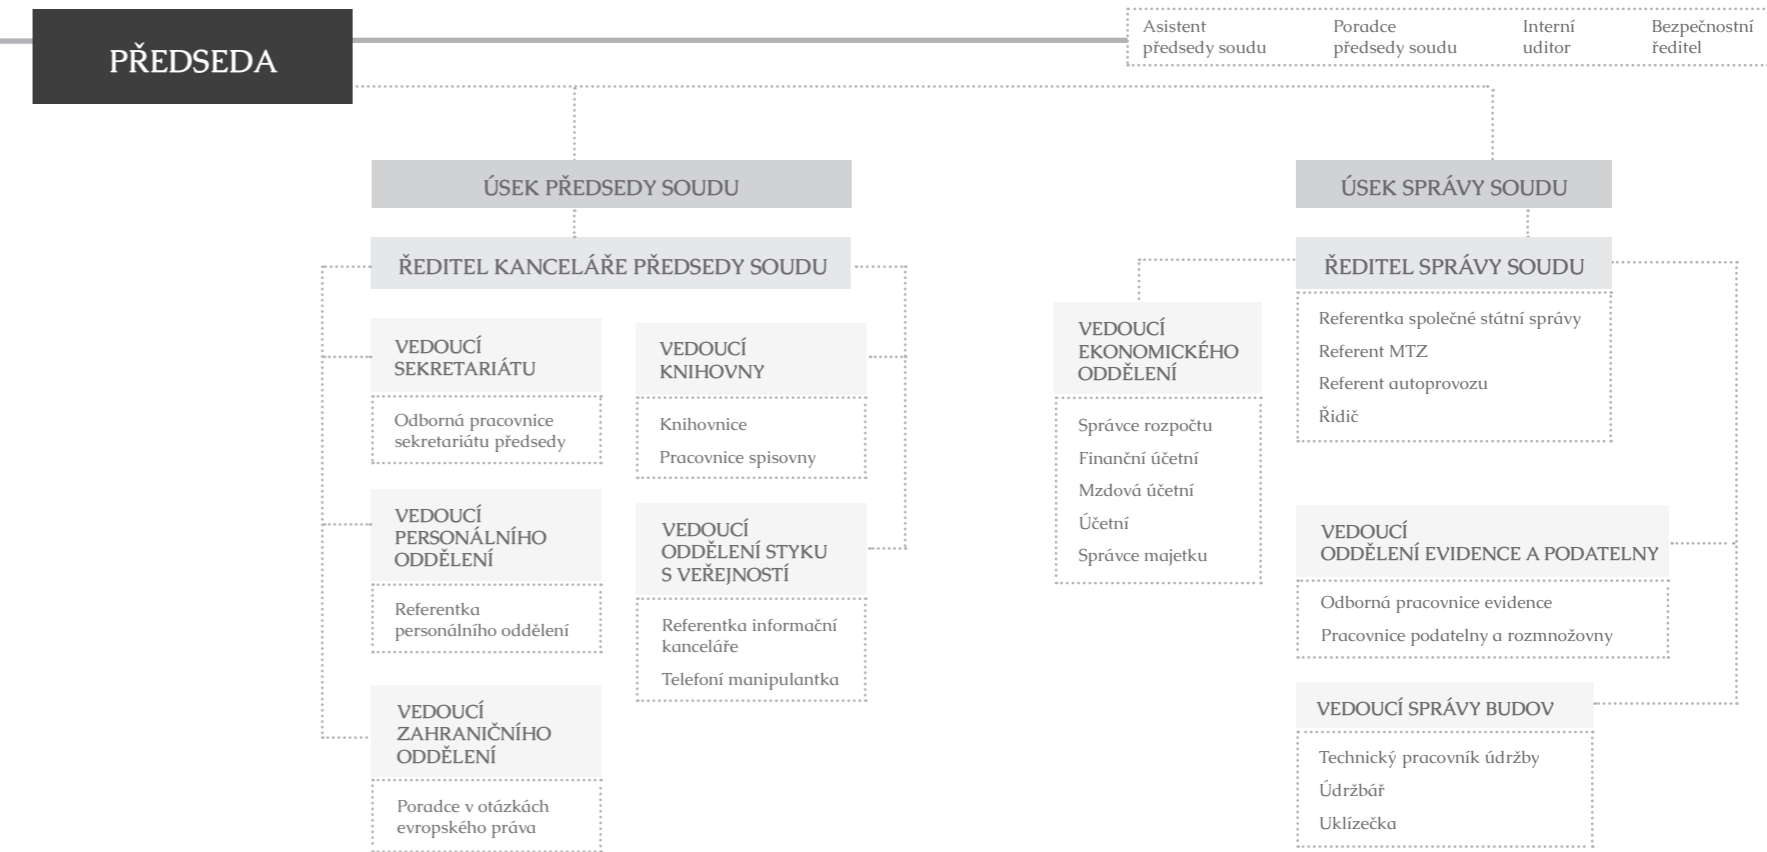 PŘEDSEDA
Asistent
předsedy soudu
Poradce
předsedy soudu
Interní
uditor
Bezpečnostní
ředitel
ÚSEK PŘEDSEDY SOUDU
ŘEDITEL KANCELÁŘE PŘEDSEDY SOUDU
VEDOUCÍ
SEKRETARIÁTU
Odborná pracovnice
sekretariátu předsedy
VEDOUCÍ
PERSONÁLNÍHO
ODDĚLENÍ
Referentka
personálního oddělení
VEDOUCÍ
ZAHRANIČNÍHO
ODDĚLENÍ
Poradce v otázkách
evropského práva
VEDOUCÍ
KNIHOVNY
Knihovnice
Pracovnice spisovny
VEDOUCÍ
ODDĚLENÍ STYKU
S VEŘEJNOSTÍ
Referentka informační
kanceláře
Telefoní manipulantka
ÚSEK SPRÁVY SOUDU
ŘEDITEL SPRÁVY SOUDU
Referentka společné státní správy
Referent MTZ
Referent autoprovozu
Řidič
VEDOUCÍ
EKONOMICKÉHO
ODDĚLENÍ
Správce rozpočtu
Finanční účetní
Mzdová účetní
Účetní
Správce majetku
VEDOUCÍ
ODDĚLENÍ EVIDENCE A PODATELNY
Odborná pracovnice evidence
Pracovnice podatelny a rozmnožovny
VEDOUCÍ SPRÁVY BUDOV
Technický pracovník údržby
Údržbář
Uklízečka